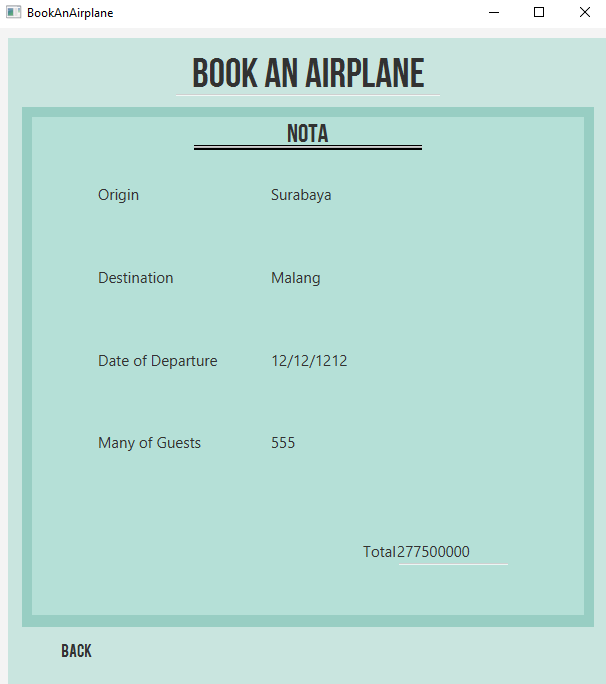 BookAnAirplane
BOOK AN AIRPLANE
NOTA
Origin Surabaya
Destination Malang
Date of Departure 12/12/1212
Many of Guests 555
Total277500000
BACK